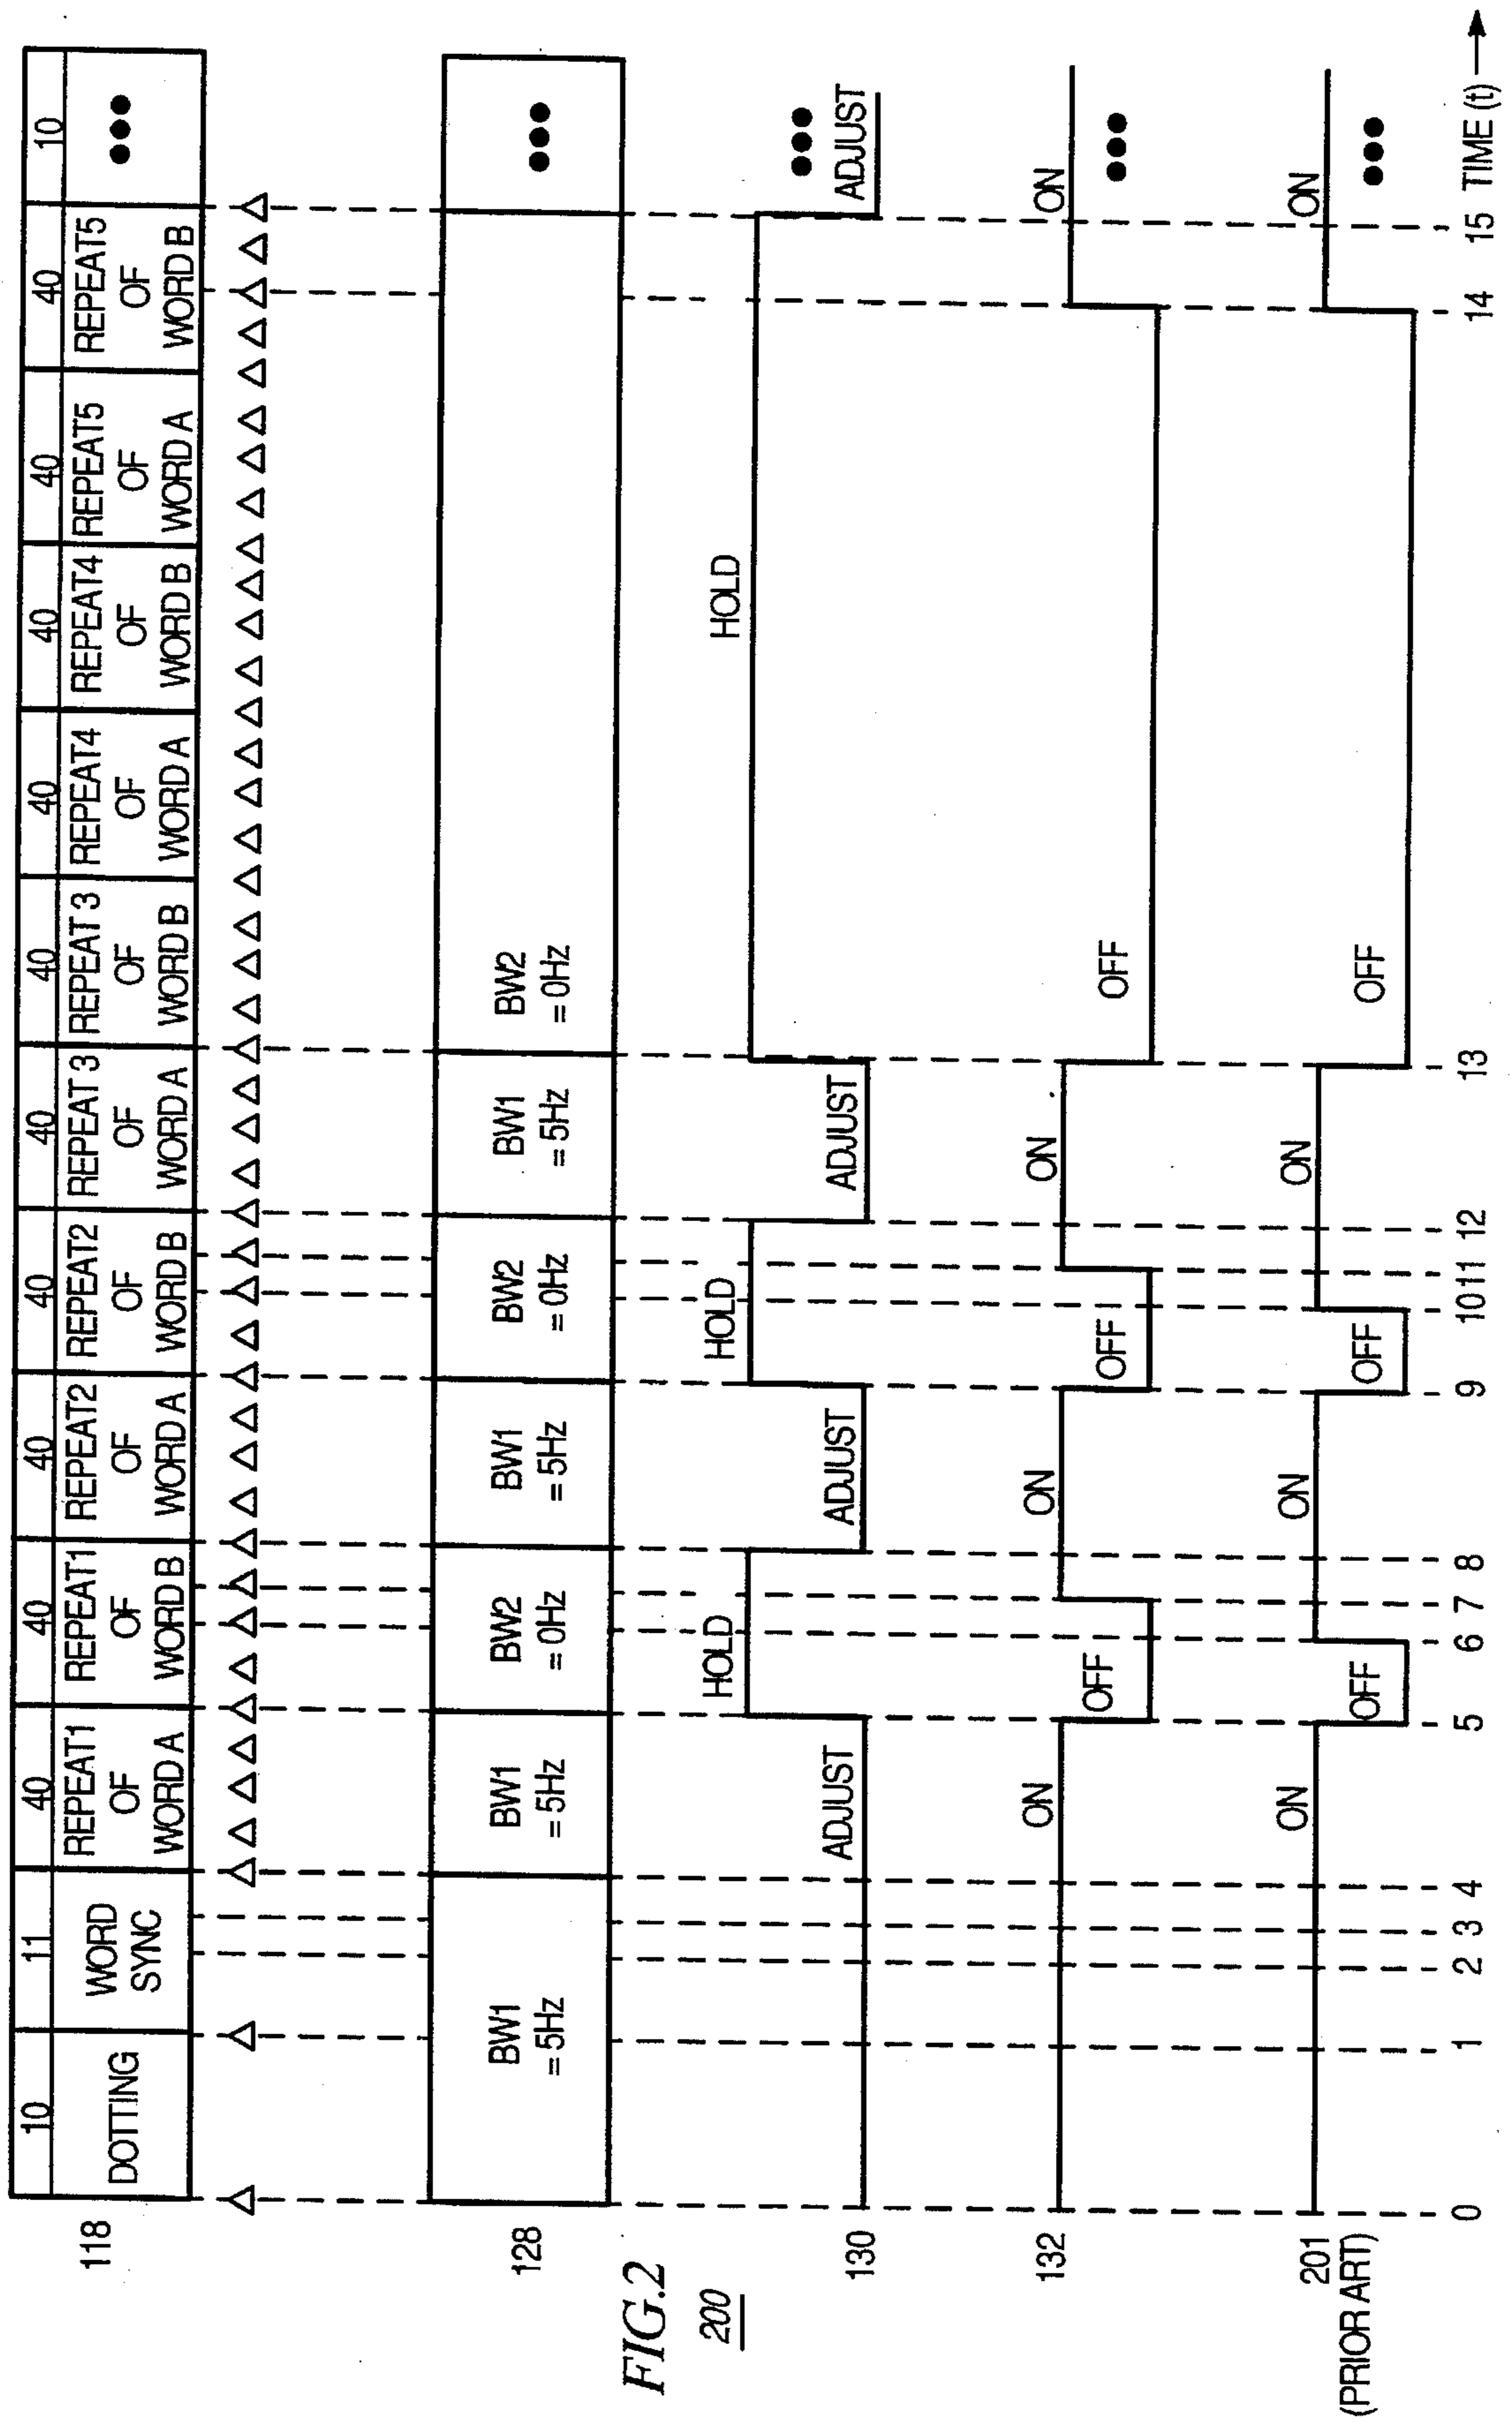 118
10
DOTTING
11
WORD
SYNC
40
REPEAT1
OF
WORD A
40
REPEAT1
OF
WORD B
40
REPEAT2
OF
WORD A
40
REPEAT2
OF
WORD B
40
REPEAT 3
OF
WORD A
40
REPEAT 3
OF
WORD B
40
REPEAT4
OF
WORD A
40
REPEAT4
OF
WORD B
40
REPEAT5
OF
WORD A
40
REPEAT5
OF
WORD B
10
128
BW1
= 5Hz
BW1
= 5Hz
BW2
= 0Hz
BW1
= 5Hz
BW2
= 0Hz
BW1
= 5Hz
BW2
= 0Hz
FIG.2
200
130
ADJUST
HOLD
ADJUST
HOLD
ADJUST
HOLD
ADJUST
132
ON
OFF
ON
OFF
ON
OFF
ON
201
(PRIOR ART)
ON
OFF
ON
OFF
ON
OFF
ON
0 1 2 3 4 5 6 7 8 9 10 11 12 13 14 15 TIME (t)